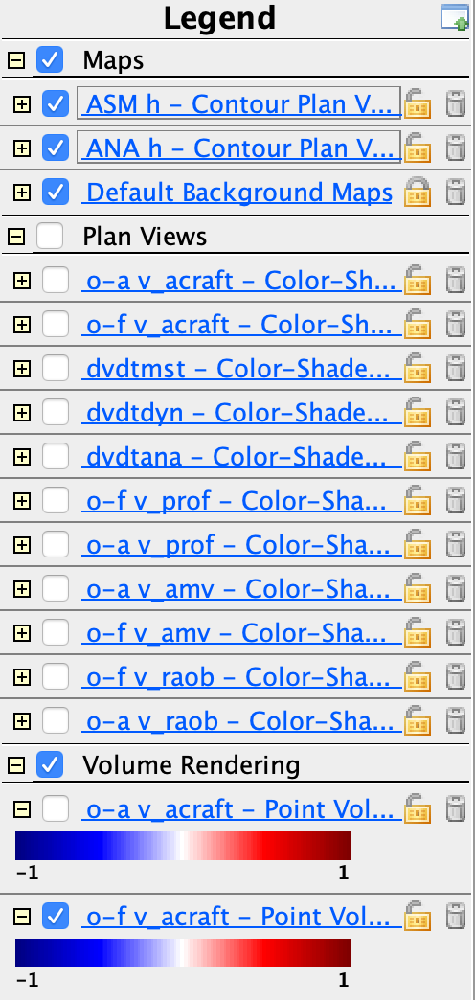 Legend
Maps
ASM h – Contour Plan V...
ANA h – Contour Plan V...
Default Background Maps
Plan Views
o-a v_acraft – Color-Sh...
o-f v_acraft – Color-Sh...
dvdtmst – Color-Shade...
dvdtdyn – Color-Shade...
dvdtana – Color-Shade...
o-f v_prof – Color-Sha...
o-a v_prof – Color-Sha...
o-a v_amv – Color-Sha...
o-f v_amv – Color-Sha...
o-f v_raob – Color-Sha...
o-a v_raob – Color-Sha...
Volume Rendering
o-a v_acraft – Point Vol...
-1 1
o-f v_acraft – Point Vol...
-1 1